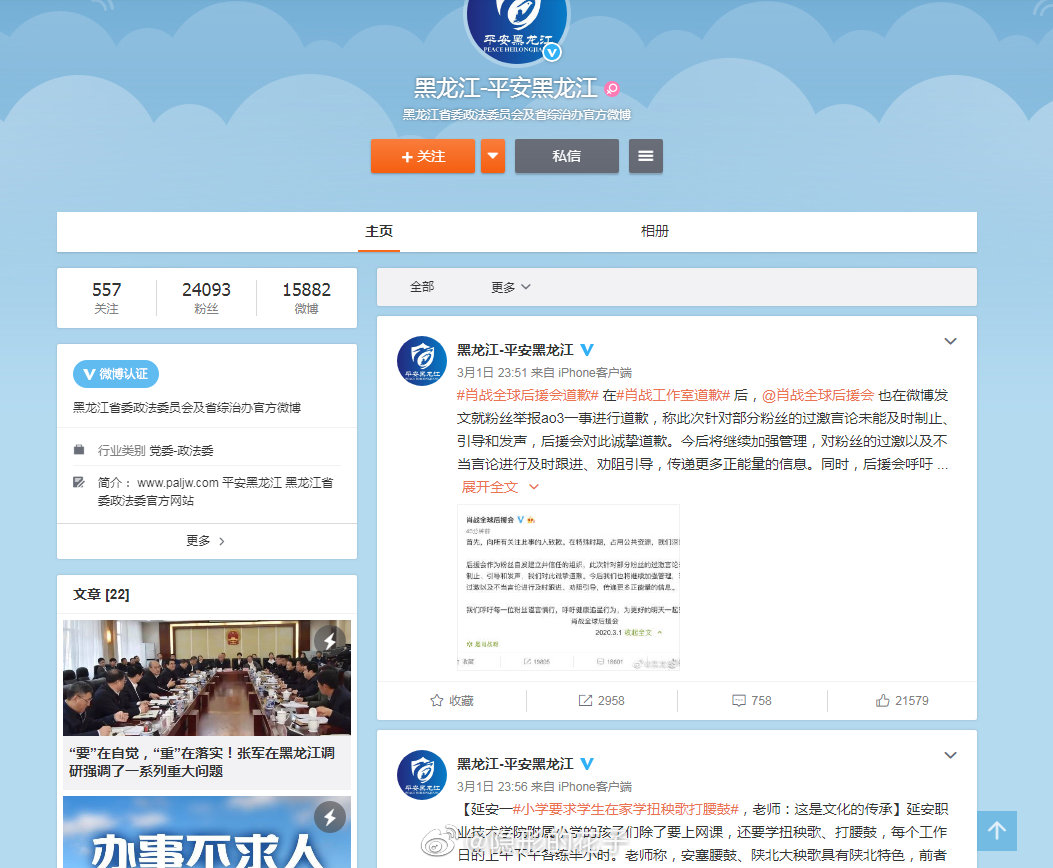 平安黑龙江
PEACE HEILONGJIANG
黑龙江-平安黑龙江
黑龙江省委政法委员会及省综治办官方微博
+关注
私信
主页
相册
557
关注
24093
粉丝
15882
微博
微博认证
黑龙江省委政法委员会及省综治办官方微博
行业类别 党委-政法委
简介： www.paljw.com 平安黑龙江 黑龙江省
委政法委官方网站
更多
文章 [22]
“要”在自觉，“重”在落实！张军在黑龙江调
研强调了一系列重大问题
办事不求人
全部
更多
黑龙江-平安黑龙江
3月1日 23:51 来自 iPhone客户端
#肖战全球后援会道歉# 在#肖战工作室道歉# 后，@肖战全球后援会 也在微博发
文就粉丝举报ao3一事进行道歉，称此次针对部分粉丝的过激言论未能及时制止、
引导和发声，后援会对此诚挚道歉。今后将继续加强管理，对粉丝的过激以及不
当言论进行及时跟进、劝阻引导，传递更多正能量的信息。同时，后援会呼吁 ...
展开全文
肖战全球后援会
首先，向所有关注此事的人致歉。在特殊时期，占用公共资源，我们深
后援会作为粉丝自发建立并信任的组织，此次针对部分粉丝的过激言论
制止、引导和发声，我们对此诚挚道歉。今后我们也将继续加强管理，
过激以及不当言论进行及时跟进、劝阻引导，传递更多正能量的信息。
我们呼吁每一位粉丝谨言慎行，呼吁健康追星行为，为更好的明天一起
肖战全球后援会
2020.3.1 收起全文
收藏
19805
18601
收藏
2958
758
21579
黑龙江-平安黑龙江
3月1日 23:56 来自 iPhone客户端
【延安一#小学要求学生在家学扭秧歌打腰鼓#，老师：这是文化的传承】延安职
业技术学院附属小学的孩子们除了要上网课，还要学扭秧歌、打腰鼓，每个工作
日的上午下午各练半小时。老师称，安塞腰鼓、陕北大秧歌具有陕北特色，前者